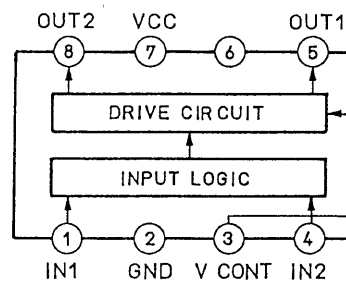 OUT2 VCC OUT1
8 7 6 5
DRIVE CIRCUIT
INPUT LOGIC
1 2 3 4
IN1 GND V CONT IN2